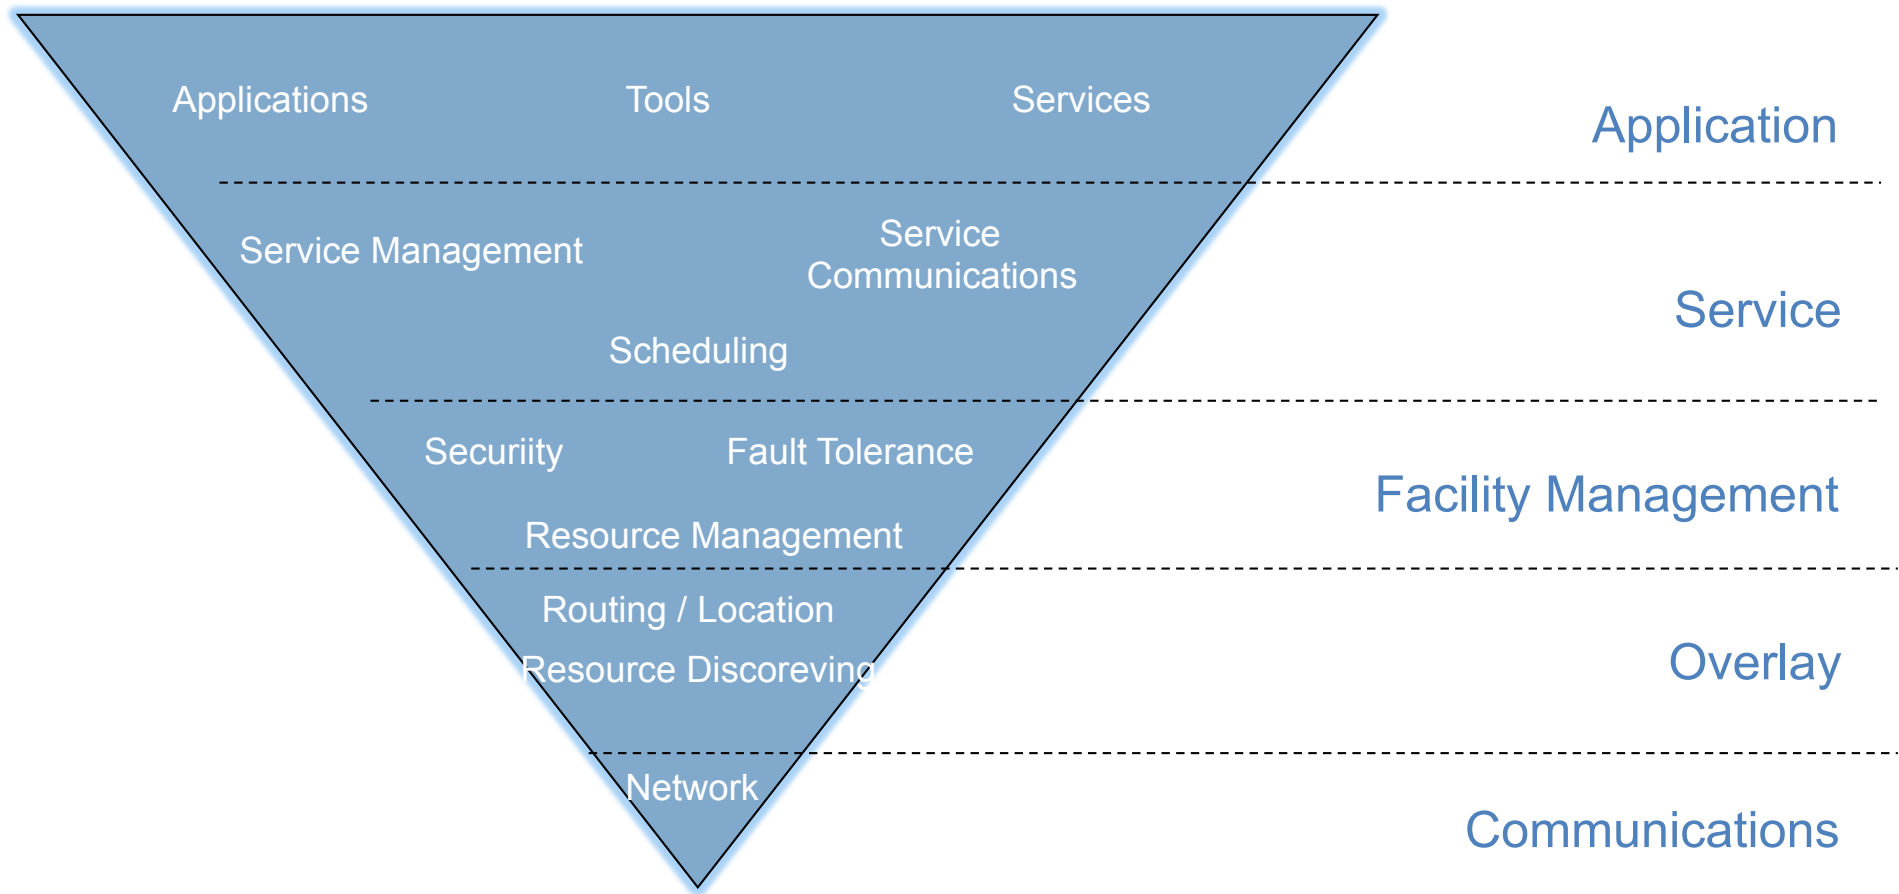 Applications
Tools
Services
Application
Service Management
Service
Communications
Service
Scheduling
Securiity
Fault Tolerance
Facility Management
Resource Management
Routing / Location
Overlay
Resource Discoreving
Network
Communications